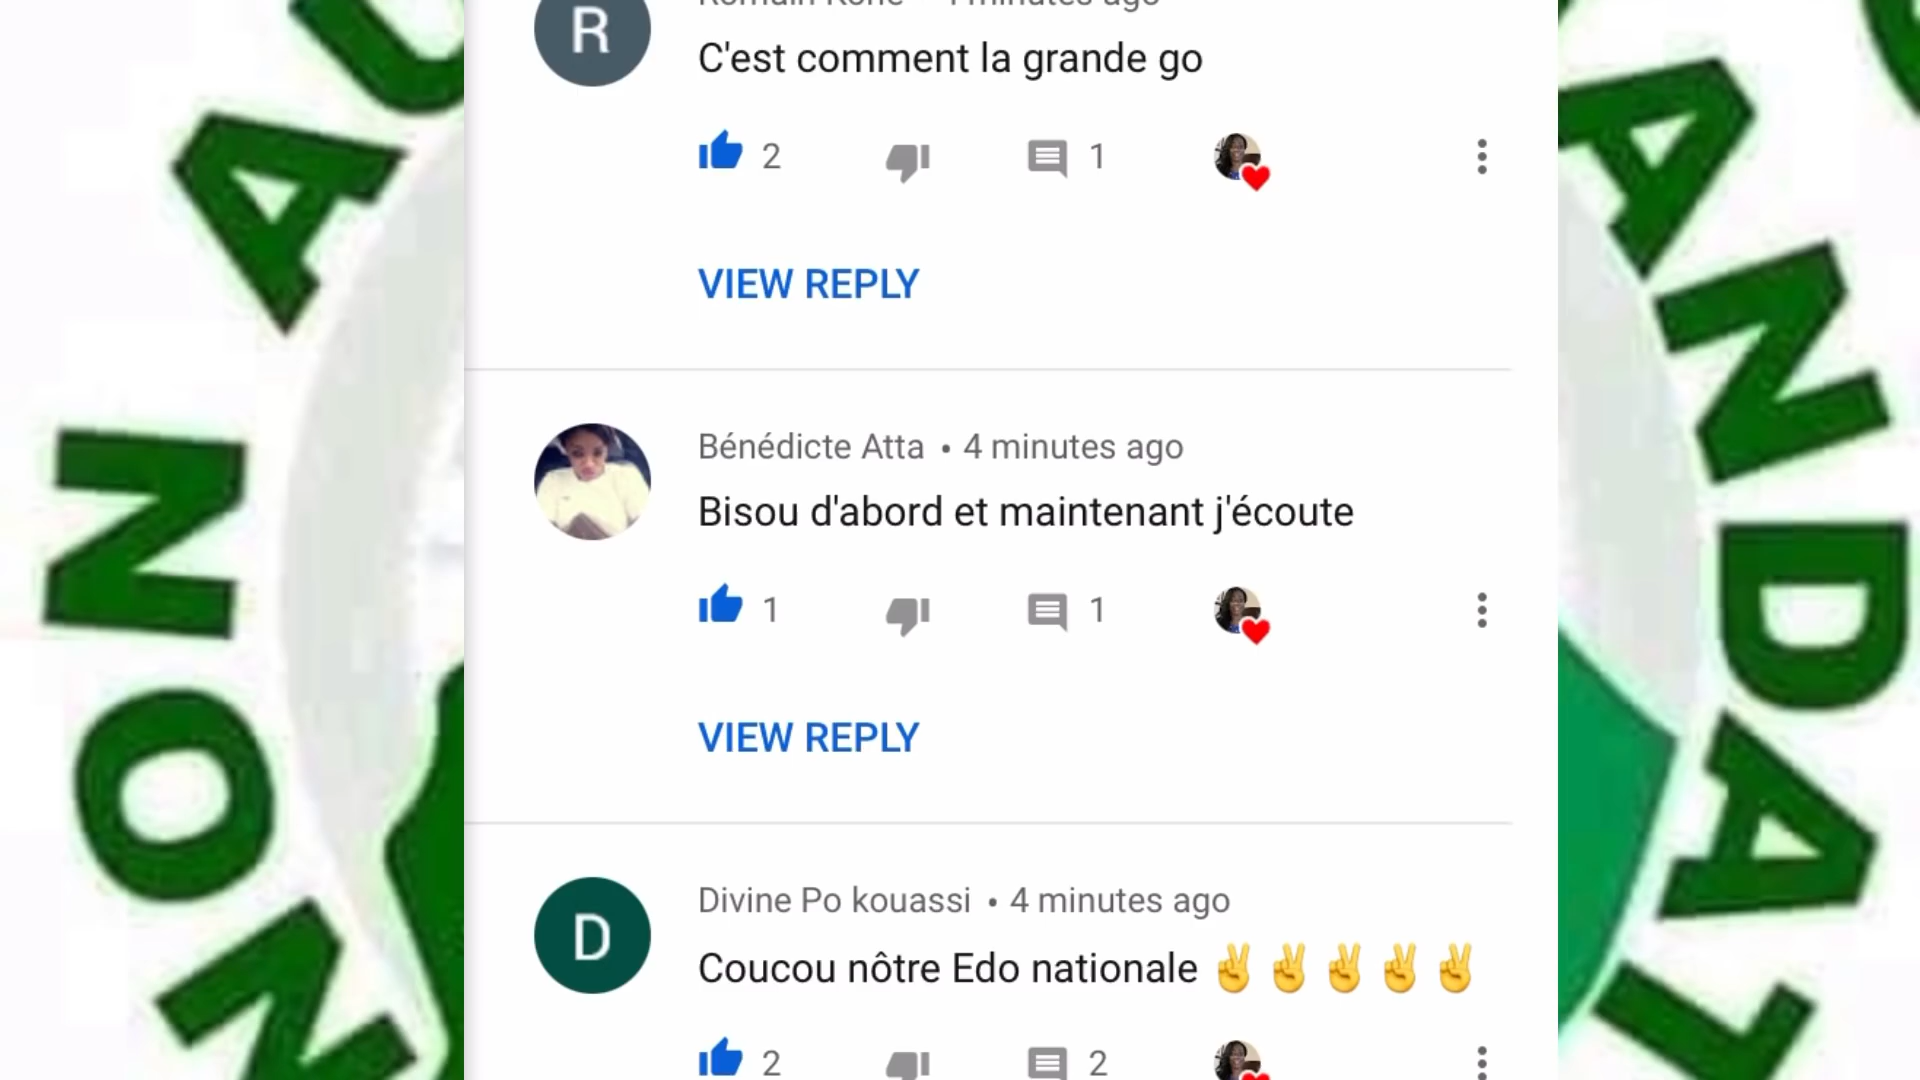 C'est comment la grande go
2
1
VIEW REPLY
Bénédicte Atta • 4 minutes ago
Bisou d'abord et maintenant j'écoute
1
1
VIEW REPLY
D
Divine Po kouassi • 4 minutes ago
Coucou nôtre Edo nationale ✌✌✌✌✌
2
2
R